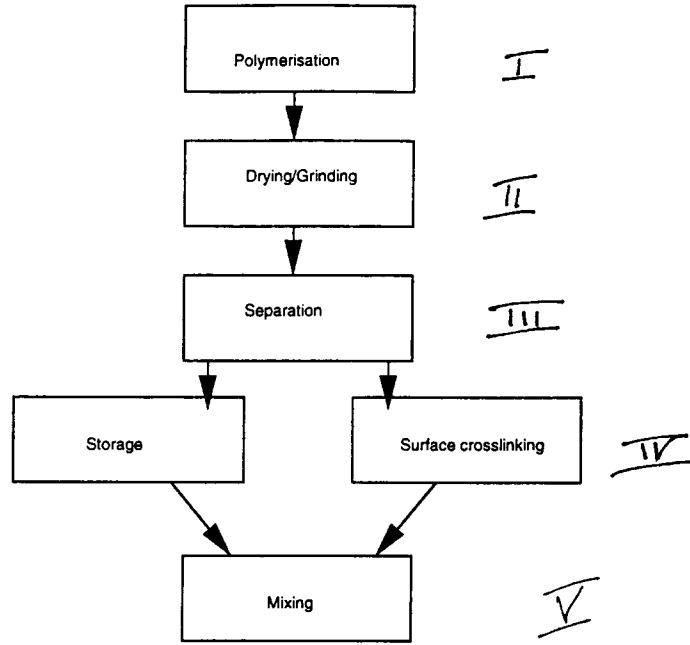 Polymerisation I
Drying/Grinding II
Separation III
Storage Surface crosslinking IV
Mixing V